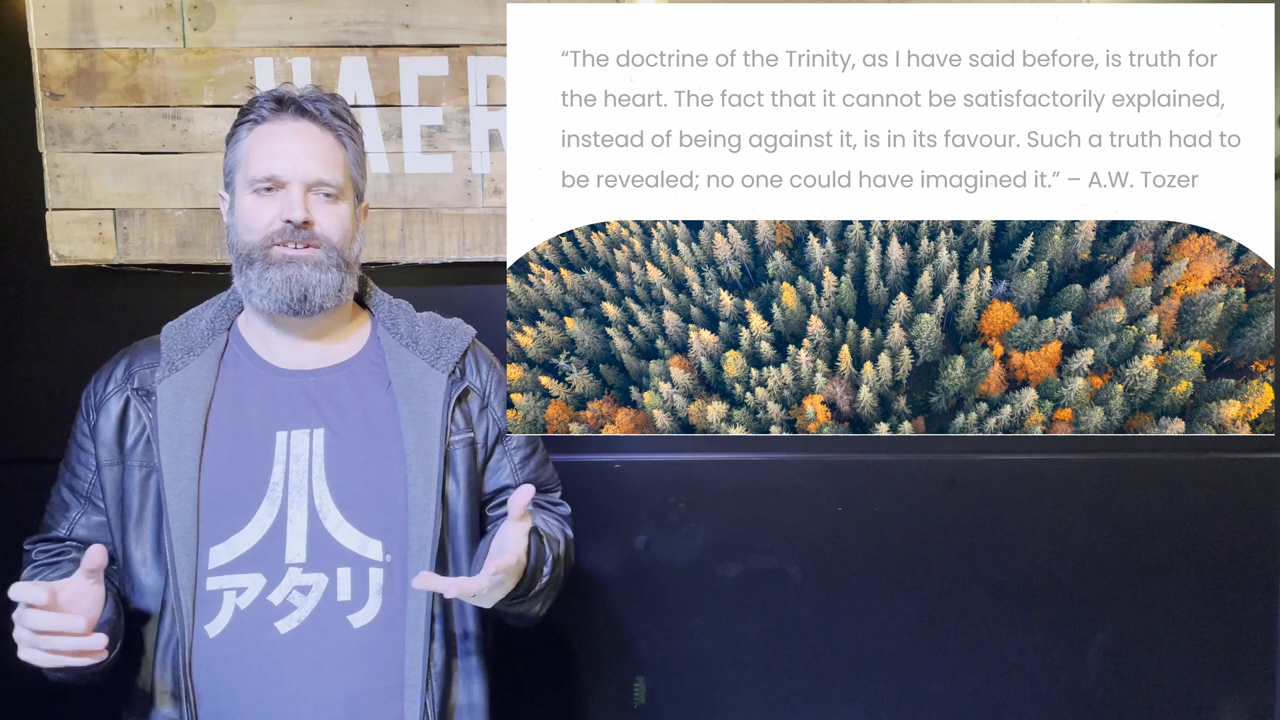 HAER
“The doctrine of the Trinity, as I have said before, is truth for
the heart. The fact that it cannot be satisfactorily explained,
instead of being against it, is in its favour. Such a truth had to
be revealed; no one could have imagined it.” – A.W. Tozer
アタリ